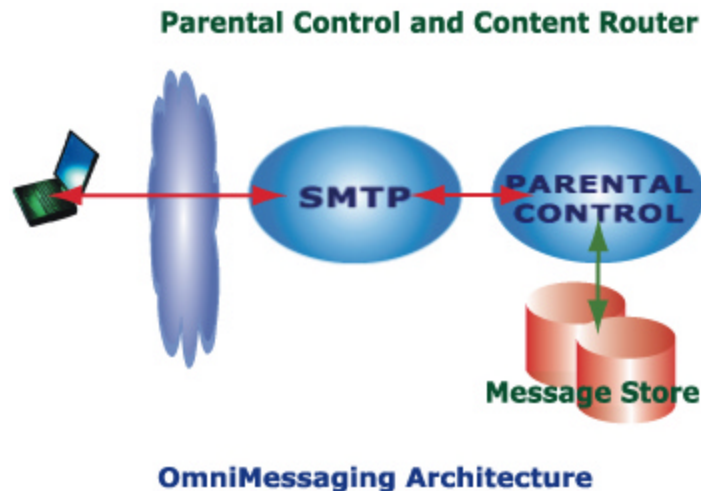 Parental Control and Content Router
SMTP
PARENTAL
CONTROL
Message Store
OmniMessaging Architecture